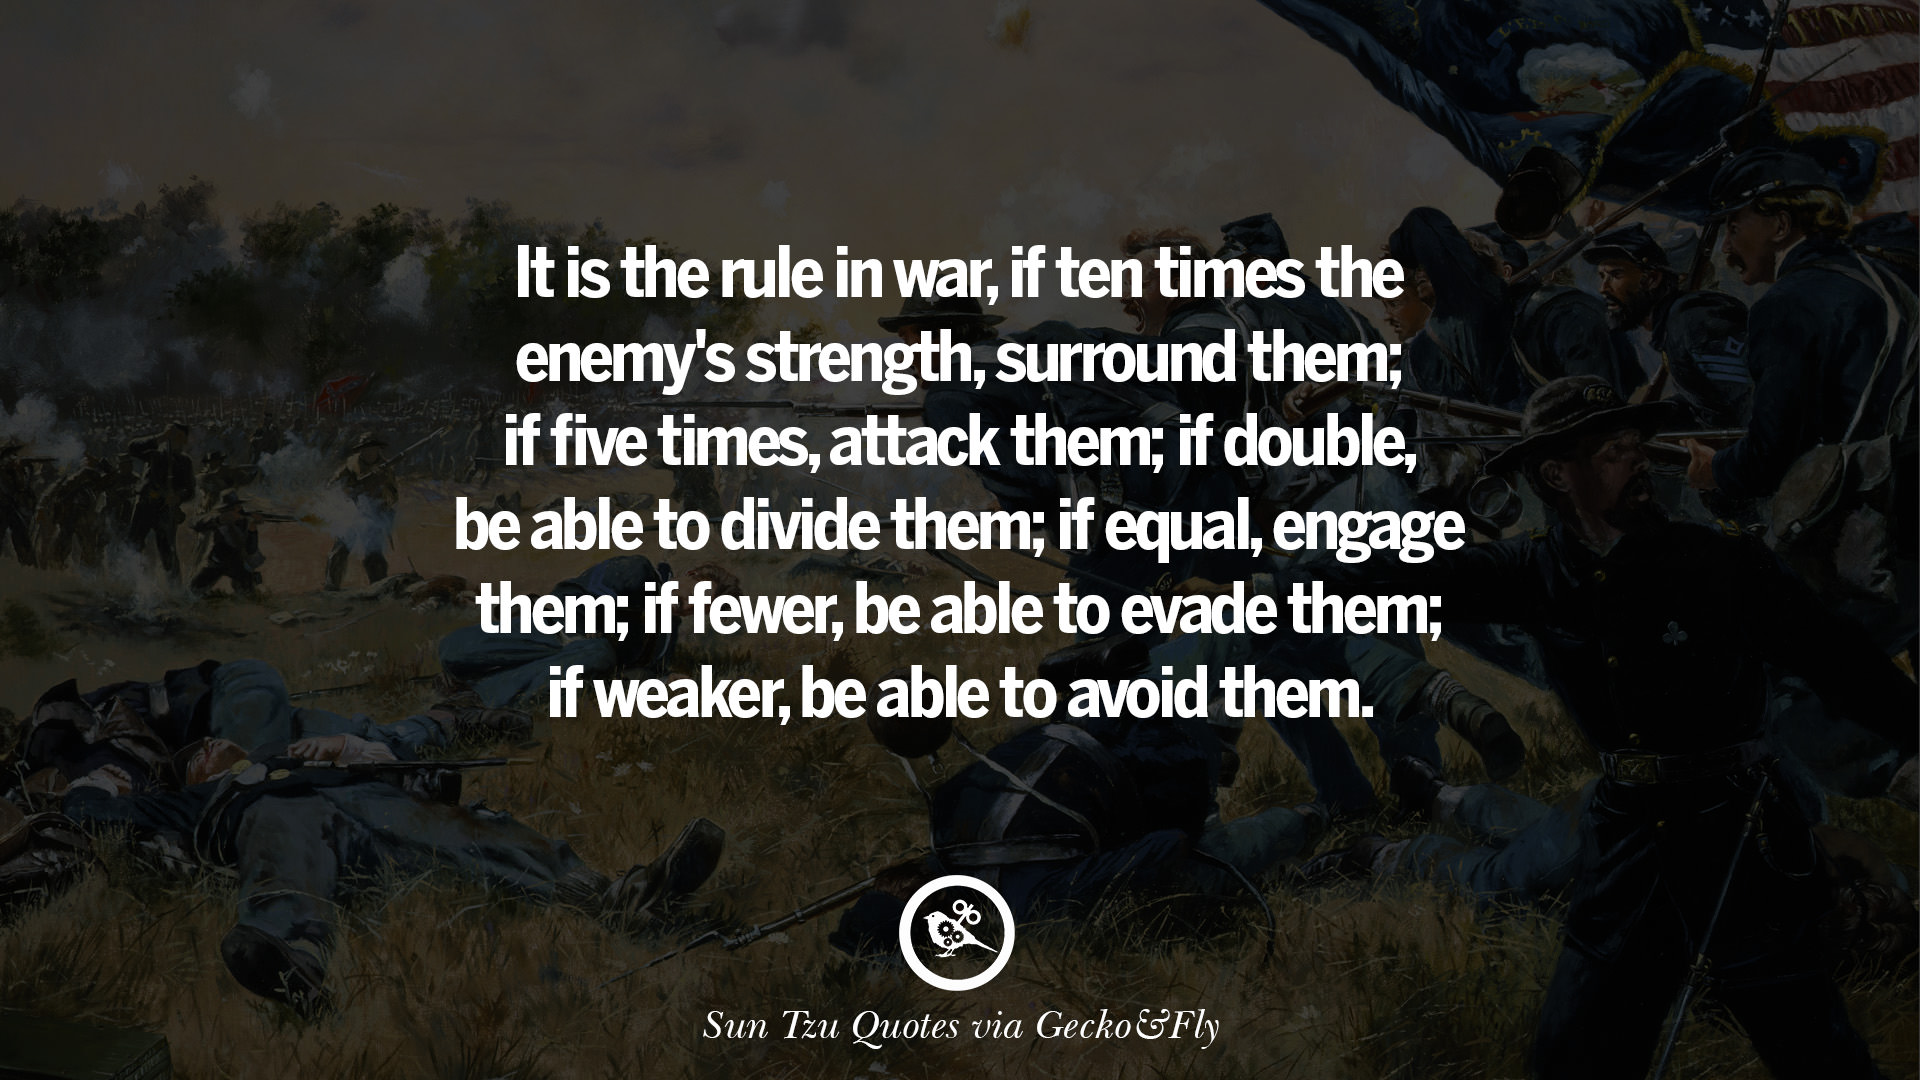 It is the rule in war, if ten times the
enemy's strength, surround them;
if five times, attack them; if double,
be able to divide them; if equal, engage
them; if fewer, be able to evade them;
if weaker, be able to avoid them.
Sun Tzu Quotes via Gecko&Fly